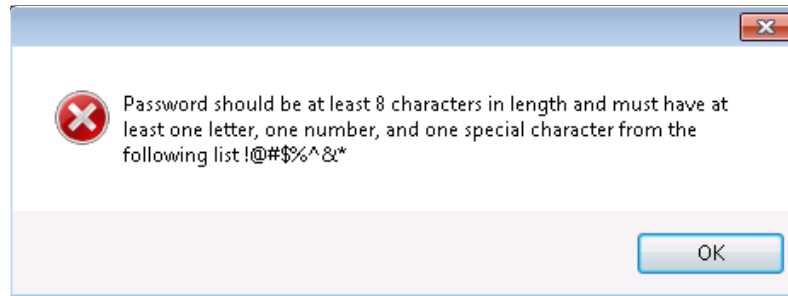 Password should be at least 8 characters in length and must have at
least one letter, one number, and one special character from the
following list !@#$%^&*
OK